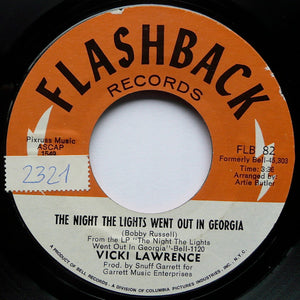 FLASHBACK
RECORDS
Pixruss Music
ASCAP
1549
2321
FLB 82
Formerly Bell-45,303
Time: 3:36
Arranged by:
Artie Butler
THE NIGHT THE LIGHTS WENT OUT IN GEORGIA
(Bobby Russell)
From the LP "The Night The Lights
Went Out In Georgia"-Bell-1120
VICKI LAWRENCE
Prod. by Snuff Garrett for
Garrett Music Enterprises
A PRODUCT OF BELL RECORDS, A DIVISION OF COLUMBIA PICTURES INDUSTRIES, INC.